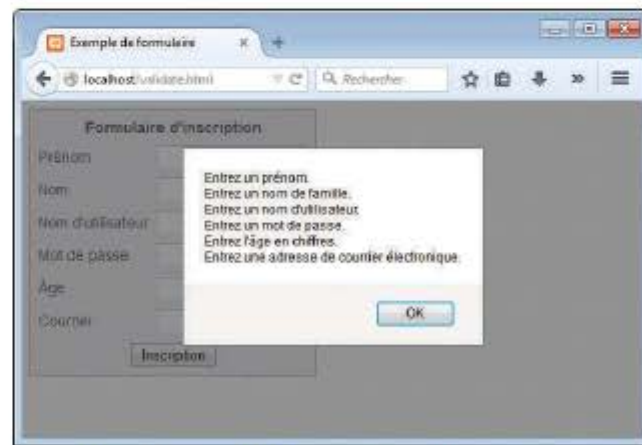 Exemple de formulaire
localhost/validate.html
Rechercher
Formulaire d'inscription
Prénom
Nom
Nom d'utilisateur
Mot de passe
Âge
Courrier
Inscription
Entrez un prénom.
Entrez un nom de famille.
Entrez un nom d'utilisateur.
Entrez un mot de passe.
Entrez l'âge en chiffres.
Entrez une adresse de courrier électronique.
OK